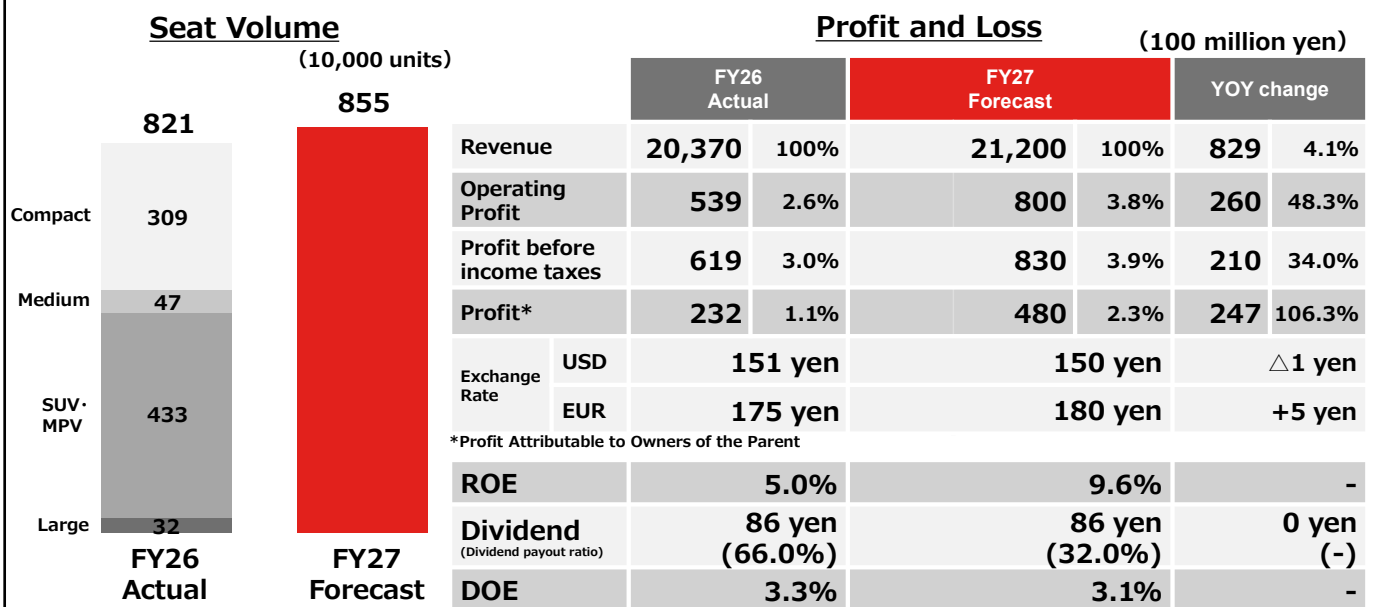 Seat Volume
(10,000 units)
821
855
Compact
309
Medium
47
SUV・
MPV
433
Large
32
FY26
Actual
FY27
Forecast
Profit and Loss
(100 million yen)
FY26
Actual
FY27
Forecast
YOY change
Revenue 20,370 100% 21,200 100% 829 4.1%
Operating
Profit 539 2.6% 800 3.8% 260 48.3%
Profit before
income taxes 619 3.0% 830 3.9% 210 34.0%
Profit* 232 1.1% 480 2.3% 247 106.3%
Exchange
Rate
USD 151 yen 150 yen △1 yen
EUR 175 yen 180 yen +5 yen
*Profit Attributable to Owners of the Parent
ROE 5.0% 9.6% -
Dividend 86 yen 86 yen 0 yen
(Dividend payout ratio) (66.0%) (32.0%) (-)
DOE 3.3% 3.1% -